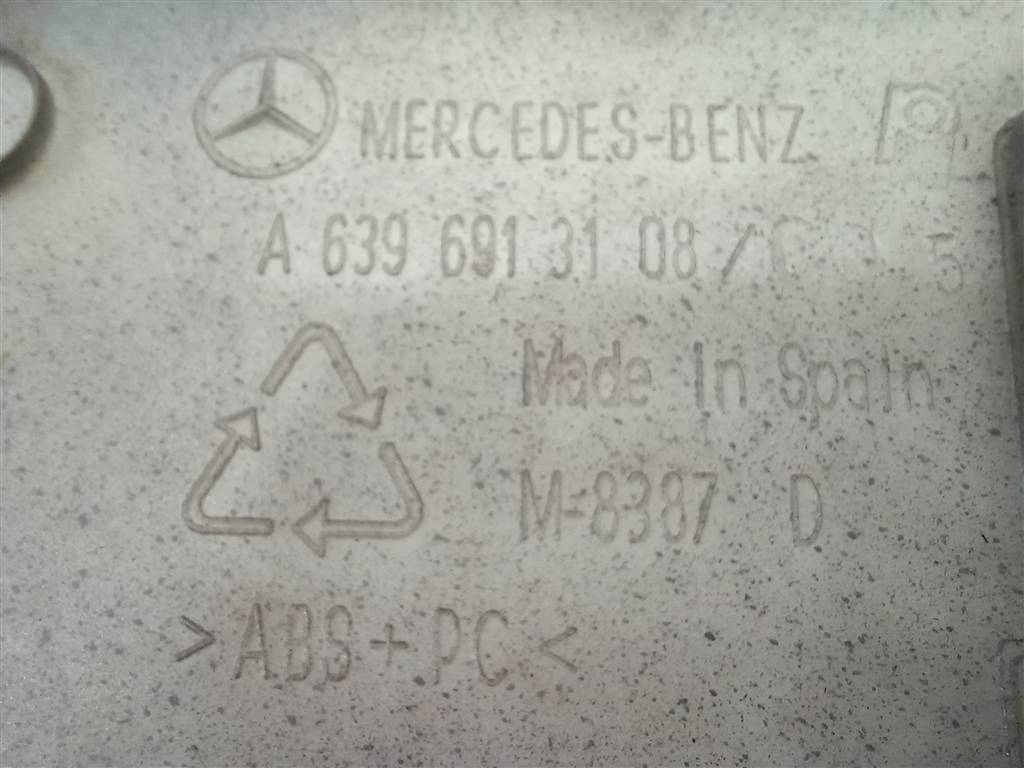 MERCEDES-BENZ
A 639 691 31 08 /
Made in Spain
M-8387 D
>ABS+PC<